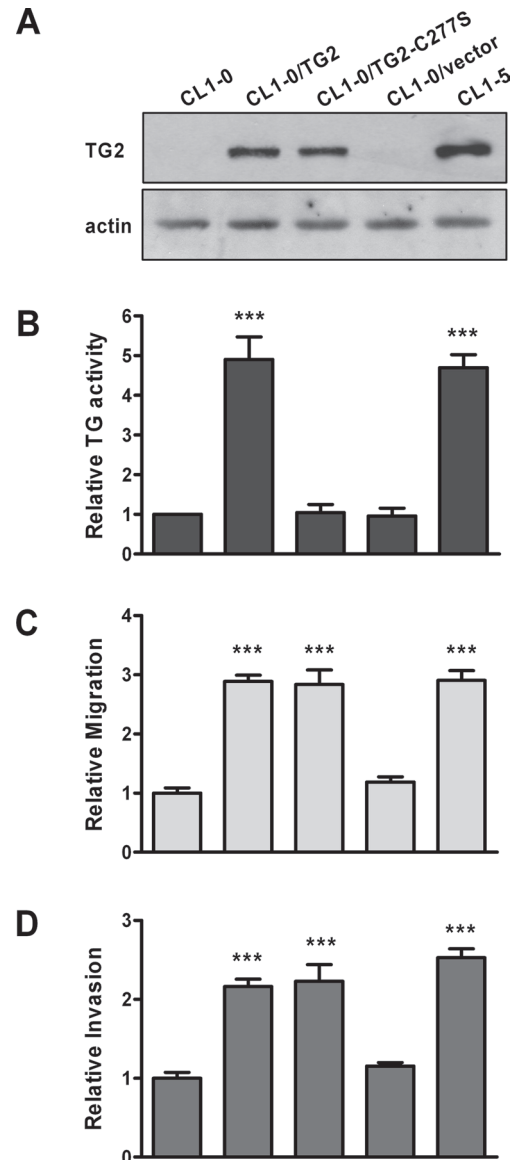 A
CL1-0
CL1-0/TG2
CL1-0/TG2-C277S
CL1-0/vector
CL1-5
TG2
actin
B
Relative TG activity
6
5
4
3
2
1
0
***
***
C
Relative Migration
4
3
2
1
0
***
***
***
D
Relative Invasion
3
2
1
0
***
***
***